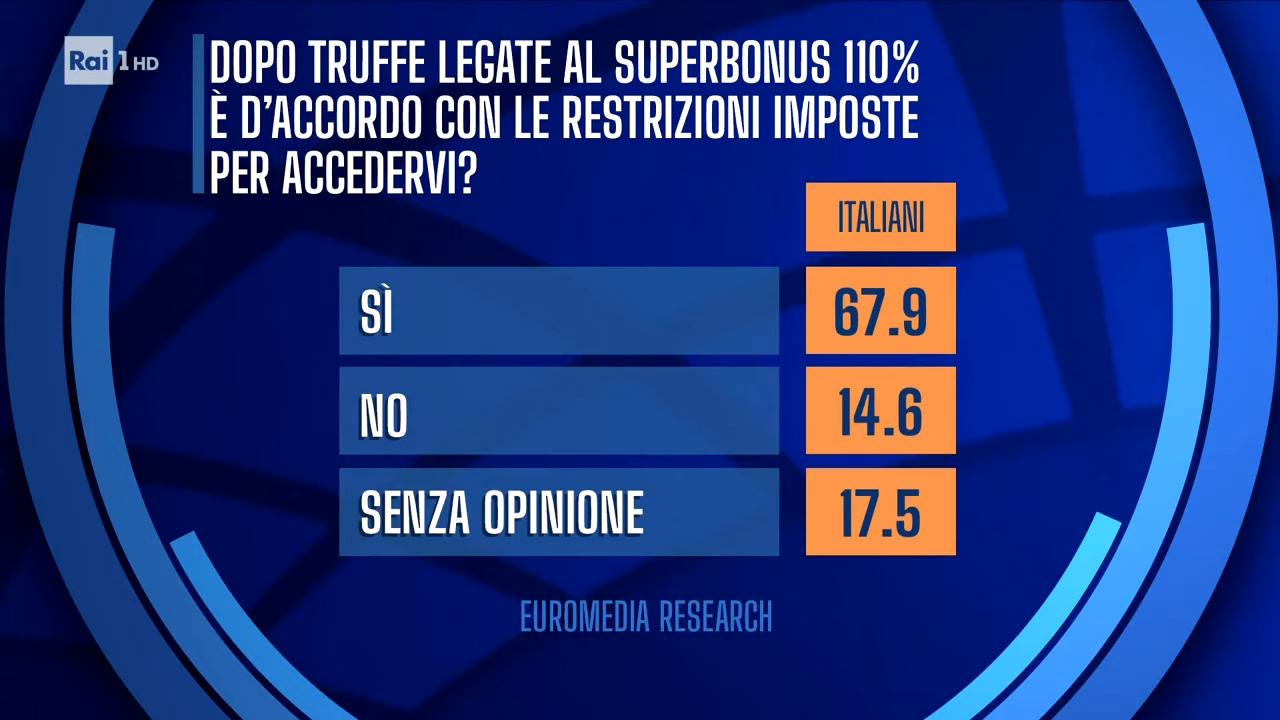 Rai 1 HD
DOPO TRUFFE LEGATE AL SUPERBONUS 110%
È D'ACCORDO CON LE RESTRIZIONI IMPOSTE
PER ACCEDERVI?
ITALIANI
SÌ 67.9
NO 14.6
SENZA OPINIONE 17.5
EUROMEDIA RESEARCH